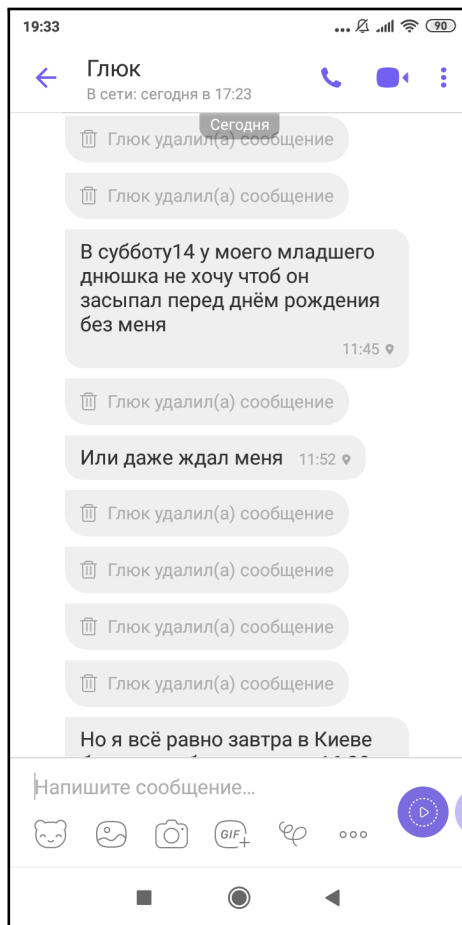 19:33
90
Глюк
В сети: сегодня в 17:23
Сегодня
Глюк удалил(а) сообщение
Глюк удалил(а) сообщение
В субботу14 у моего младшего
днюшка не хочу чтоб он
засыпал перед днём рождения
без меня
11:45
Глюк удалил(а) сообщение
Или даже ждал меня 11:52
Глюк удалил(а) сообщение
Глюк удалил(а) сообщение
Глюк удалил(а) сообщение
Глюк удалил(а) сообщение
Но я всё равно завтра в Киеве
Напишите сообщение...
GIF